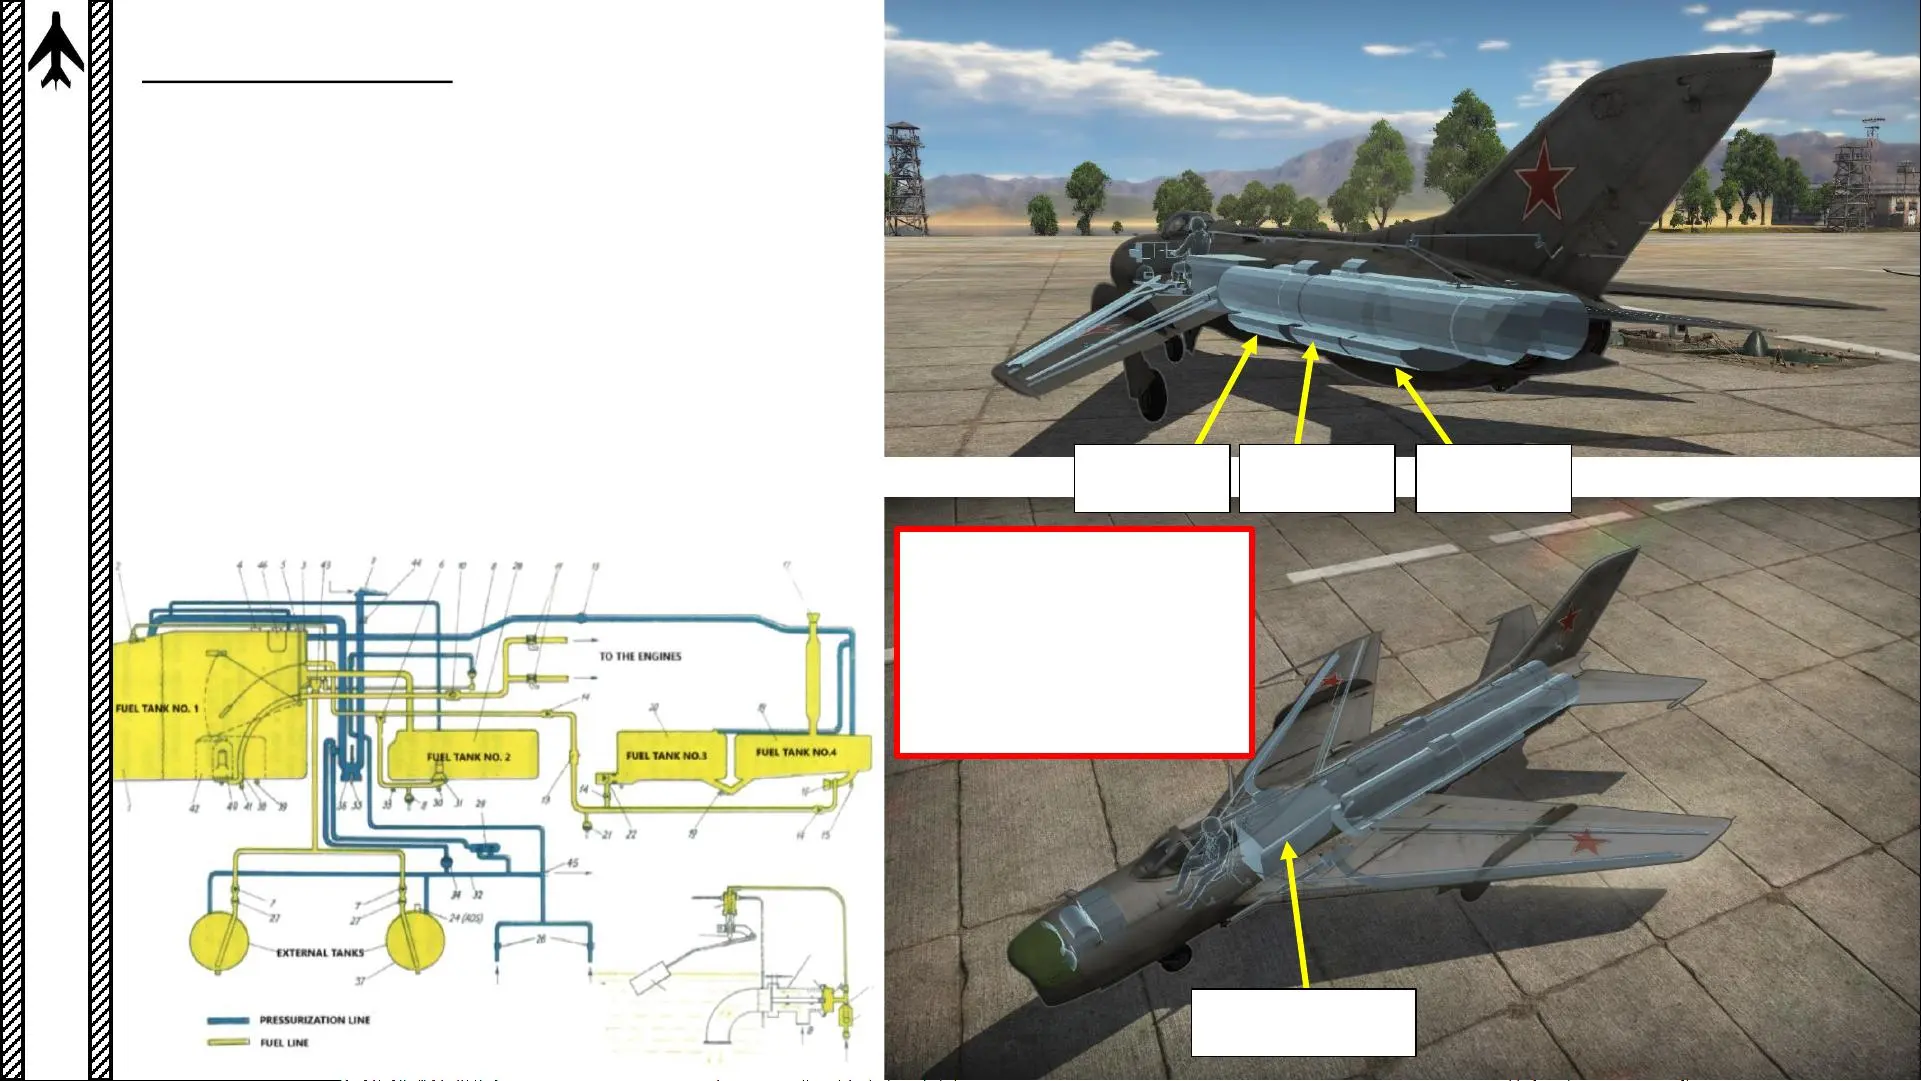 2 4 46 5 3 43 9 44 6 10 8 28 11 13 17
TO THE ENGINES
14
FUEL TANK NO. 1
20 18
FUEL TANK NO. 2
FUEL TANK NO.3
FUEL TANK NO.4
1 42 40 41 38 39 36 33 35 8 30 31 29 13 14 21 22 19 16 14 15
45
34 32
7 7
27 27 24 (ADS)
26
EXTERNAL TANKS
37
PRESSURIZATION LINE
FUEL LINE